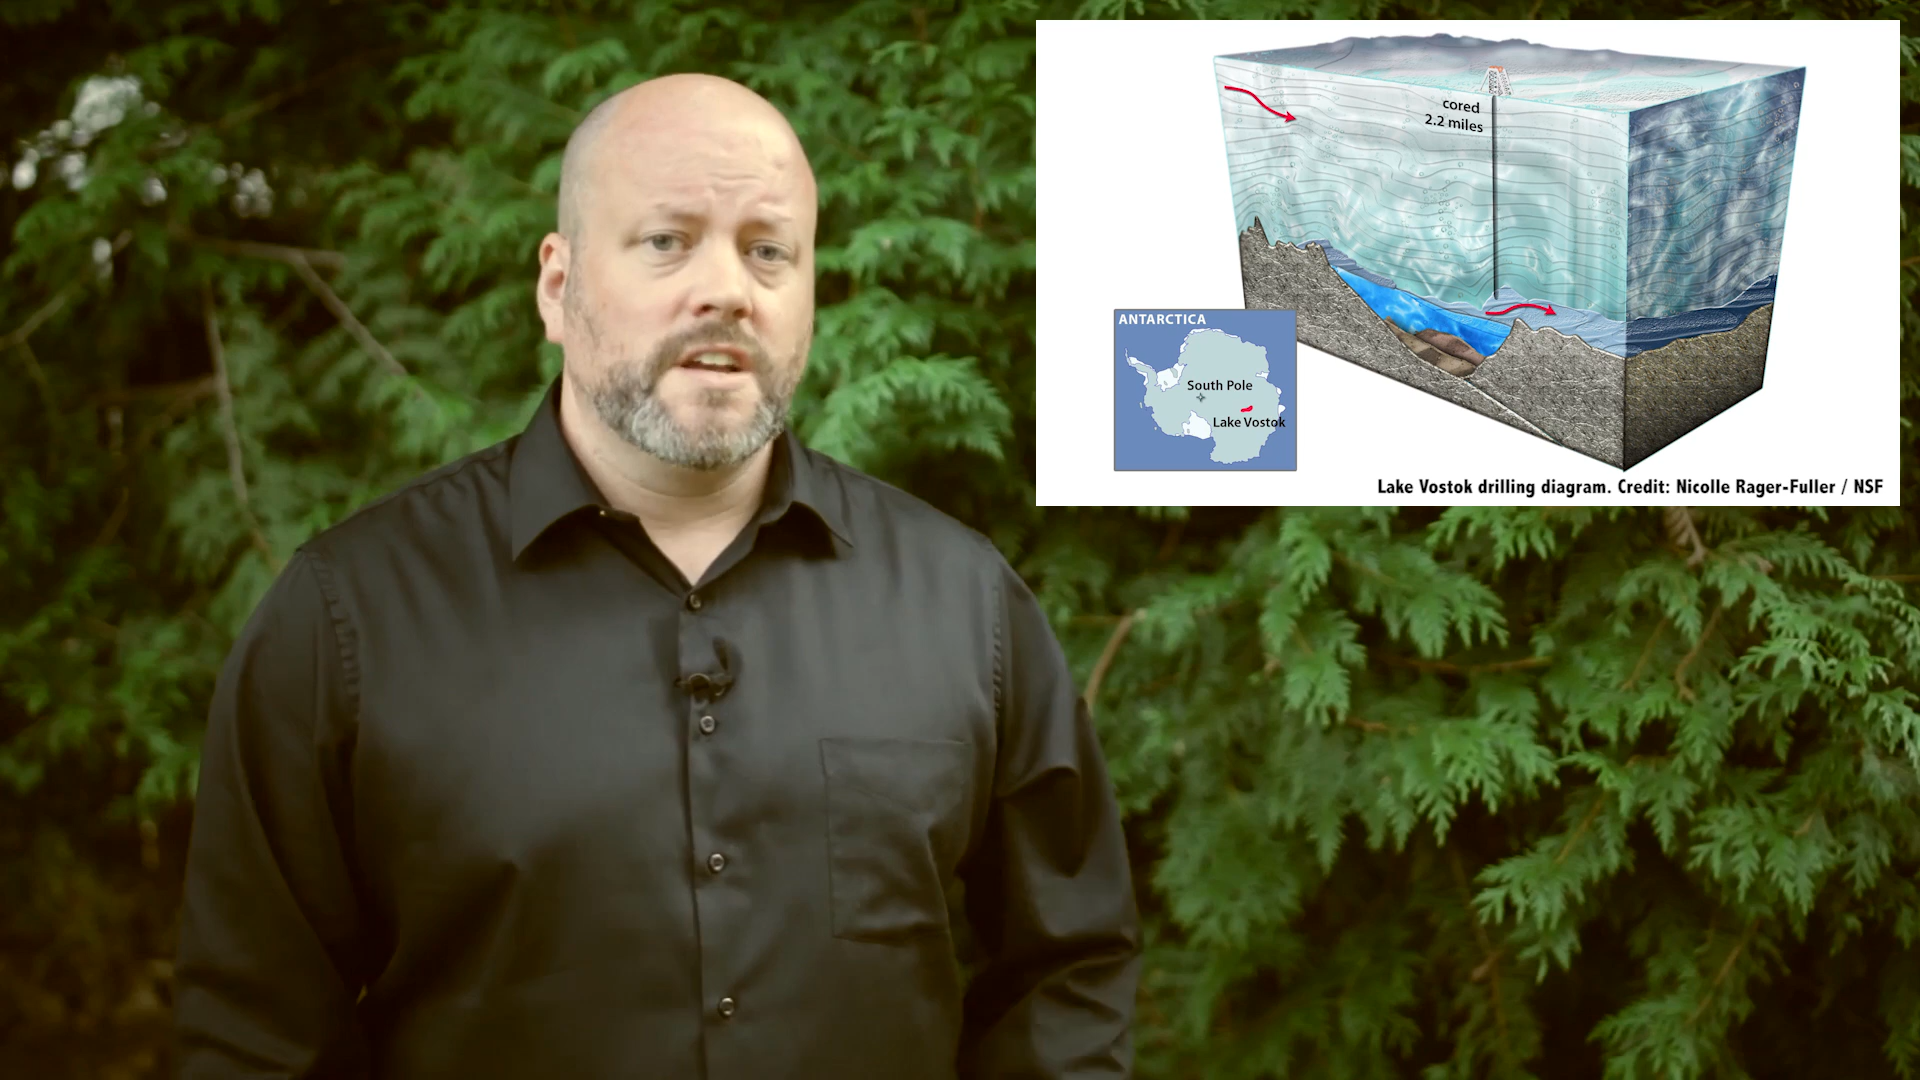 cored
2.2 miles
ANTARCTICA
South Pole
Lake Vostok
Lake Vostok drilling diagram. Credit: Nicolle Rager-Fuller / NSF